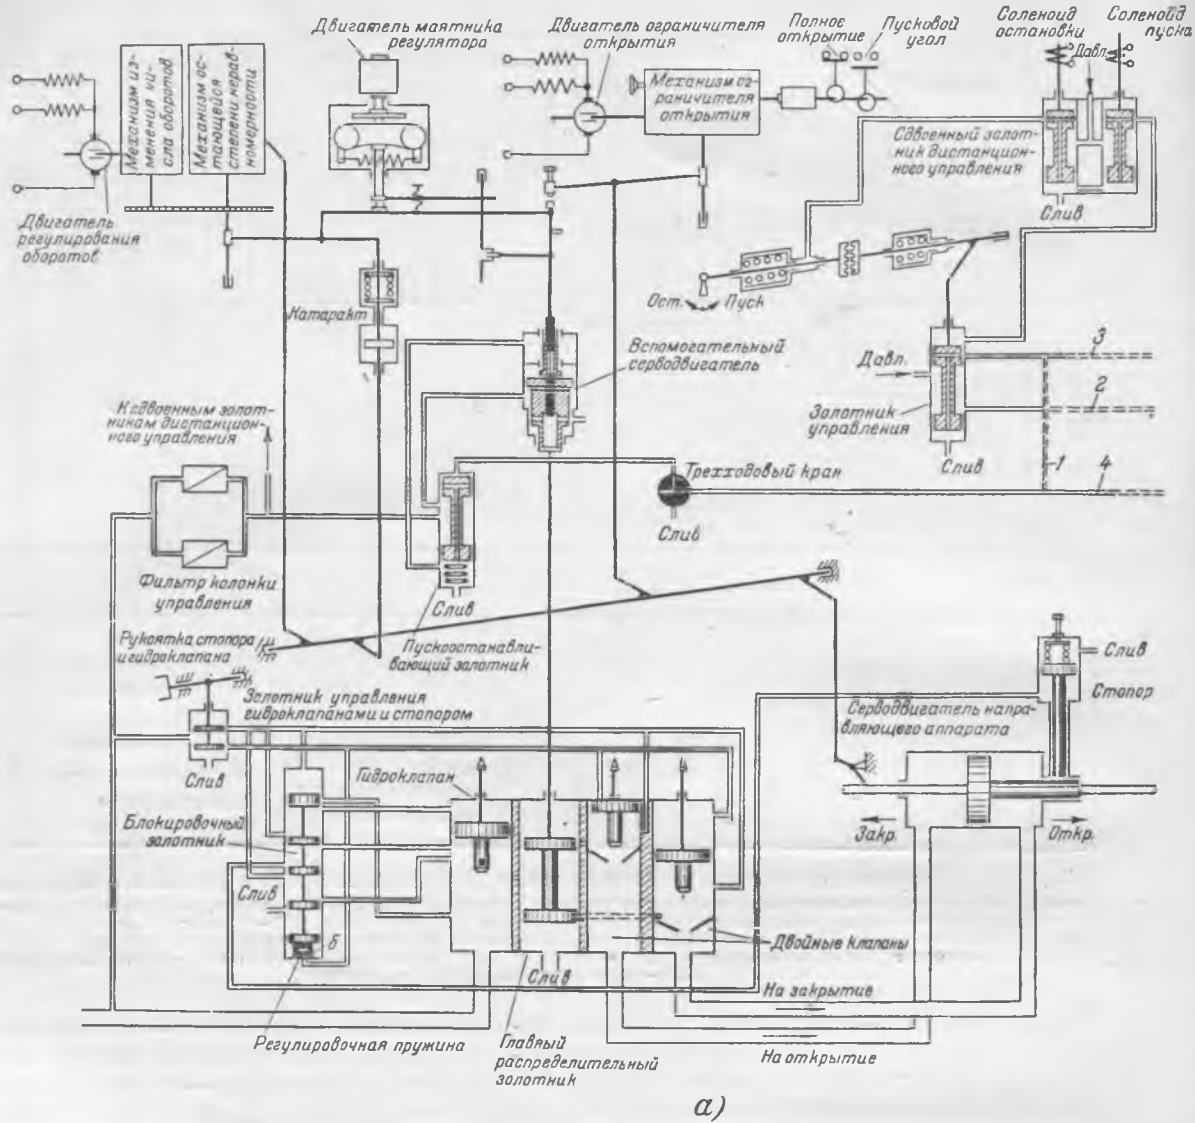 Двигатель маятника
регулятора
Двигатель ограничителя
открытия
Полное
открытие
Пусковой
угол
Соленоид
остановки
Соленоид
пуска
Давл.
Механизм из-
менения чи-
сла оборотов
Механизм ос-
тающейся
степени нерав-
номерности
Механизм ог-
раничителя
открытия
Сдвоенный золот-
ник дистанцион-
ного управления
Слив
Двигатель
регулирования
оборотов
Катаракт
Ост.
Пуск
Вспомогательный
серводвигатель
Давл.
3
2
Золотник
управления
Слив
1
4
К сдвоенным золот-
никам дистанцион-
ного управления
Трехходовый кран
Слив
Фильтр колонки
управления
Слив
Рукоятка стопора
и гидроклапана
Пускоостанавли-
вающий золотник
Слив
Стопор
Золотник управления
гидроклапанами и стопором
Серводвигатель направ-
ляющего аппарата
Слив
Гидроклапан
Блокировочный
золотник
Закр.
Откр.
Слив
б
Двойные клапаны
Слив
На закрытие
Регулировочная пружина
Главный
распределительный
золотник
На открытие
а)